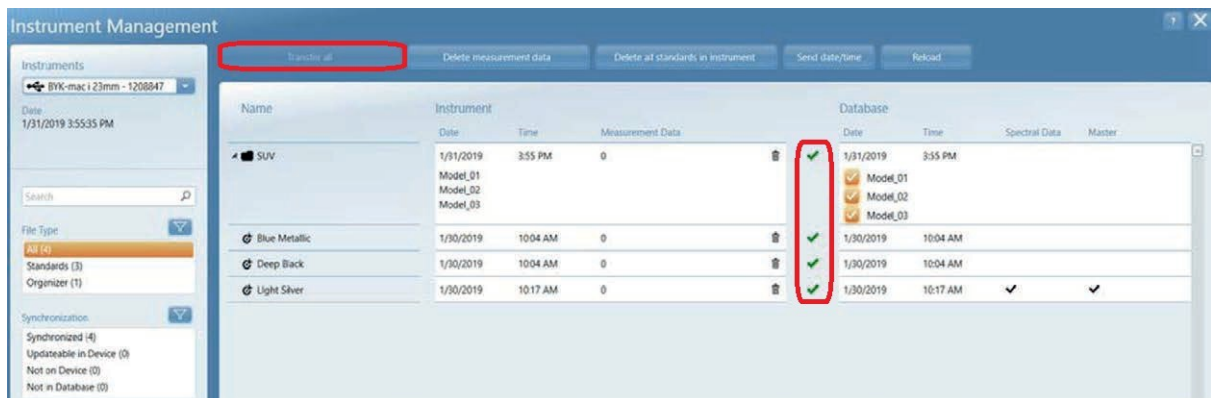 Instrument Management
?
Transfer all
Delete measurement data
Delete all standards in instrument
Send date/time
Reload
Instruments
BYK-mac i 23mm - 1208847
Date
1/31/2019 3:55:35 PM
Search
File Type
All (4)
Standards (3)
Organizer (1)
Synchronization
Synchronized (4)
Updateable in Device (0)
Not on Device (0)
Not in Database (0)
Name Instrument Database
Date Time Measurement Data Date Time Spectral Data Master
SUV 1/31/2019 3:55 PM 0 1/31/2019 3:55 PM
Model_01 Model_01
Model_02 Model_02
Model_03 Model_03
Blue Metallic 1/30/2019 10:04 AM 0 1/30/2019 10:04 AM
Deep Black 1/30/2019 10:04 AM 0 1/30/2019 10:04 AM
Light Silver 1/30/2019 10:17 AM 0 1/30/2019 10:17 AM